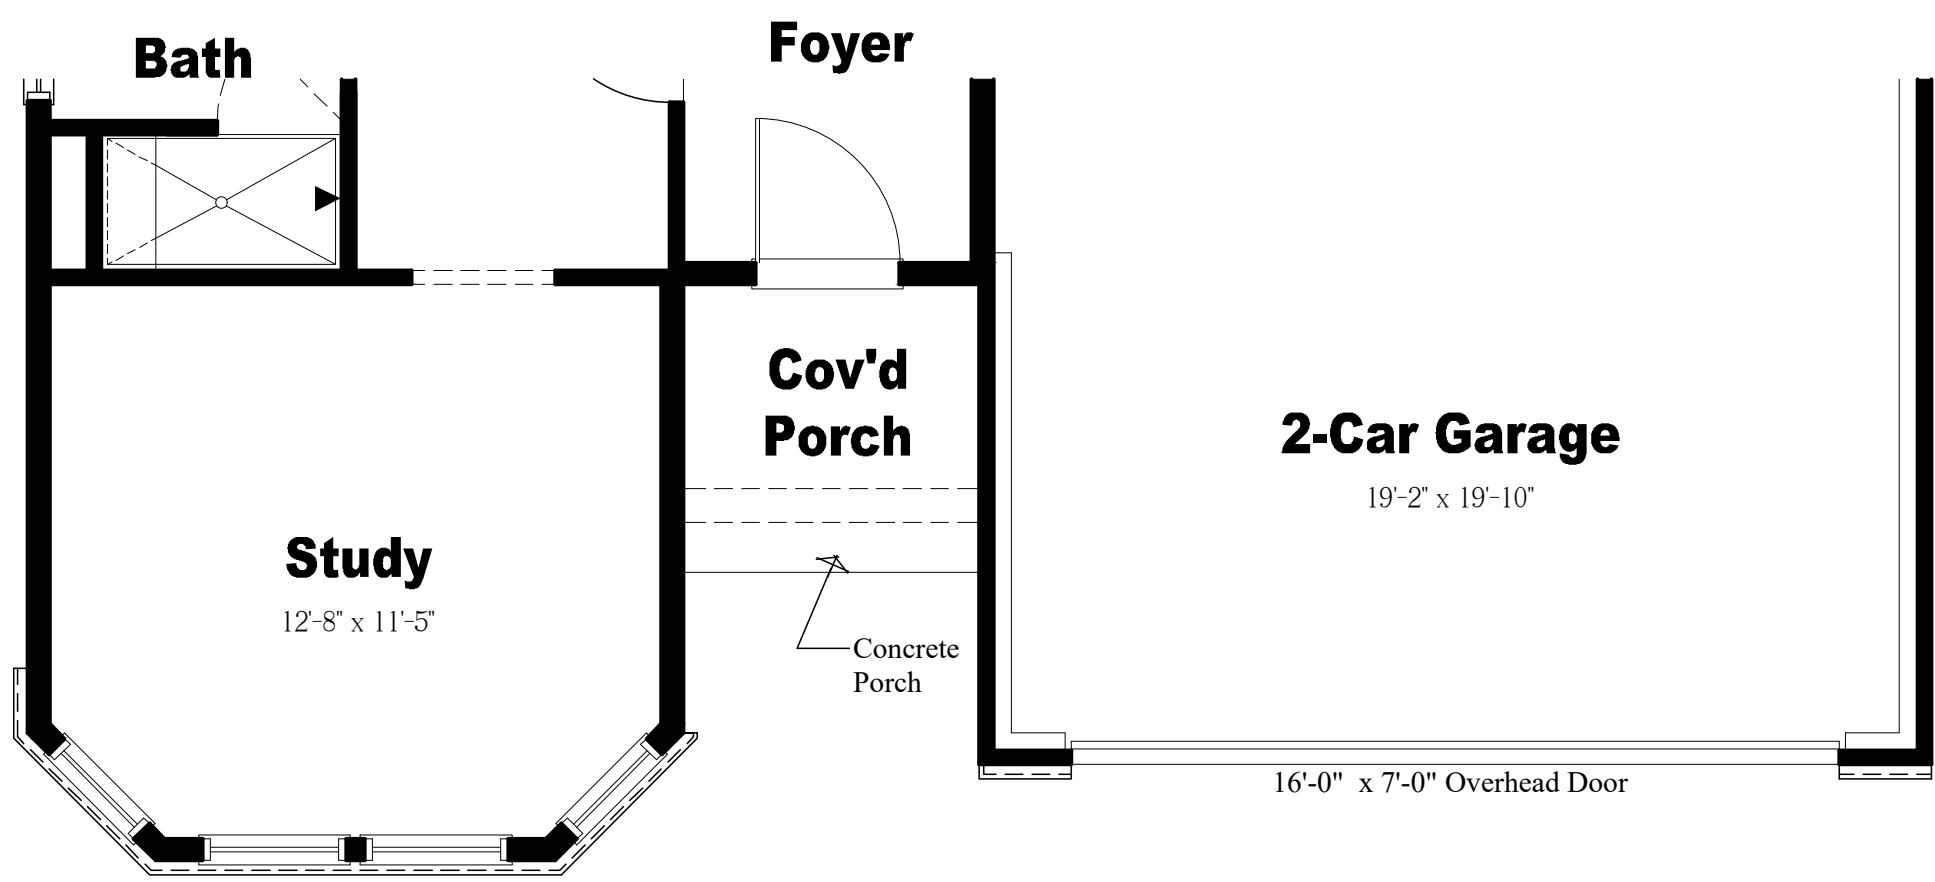 Bath
Foyer
Cov'd
Porch
2-Car Garage
19'-2" x 19'-10"
Study
12'-8" x 11'-5"
Concrete
Porch
16'-0" x 7'-0" Overhead Door